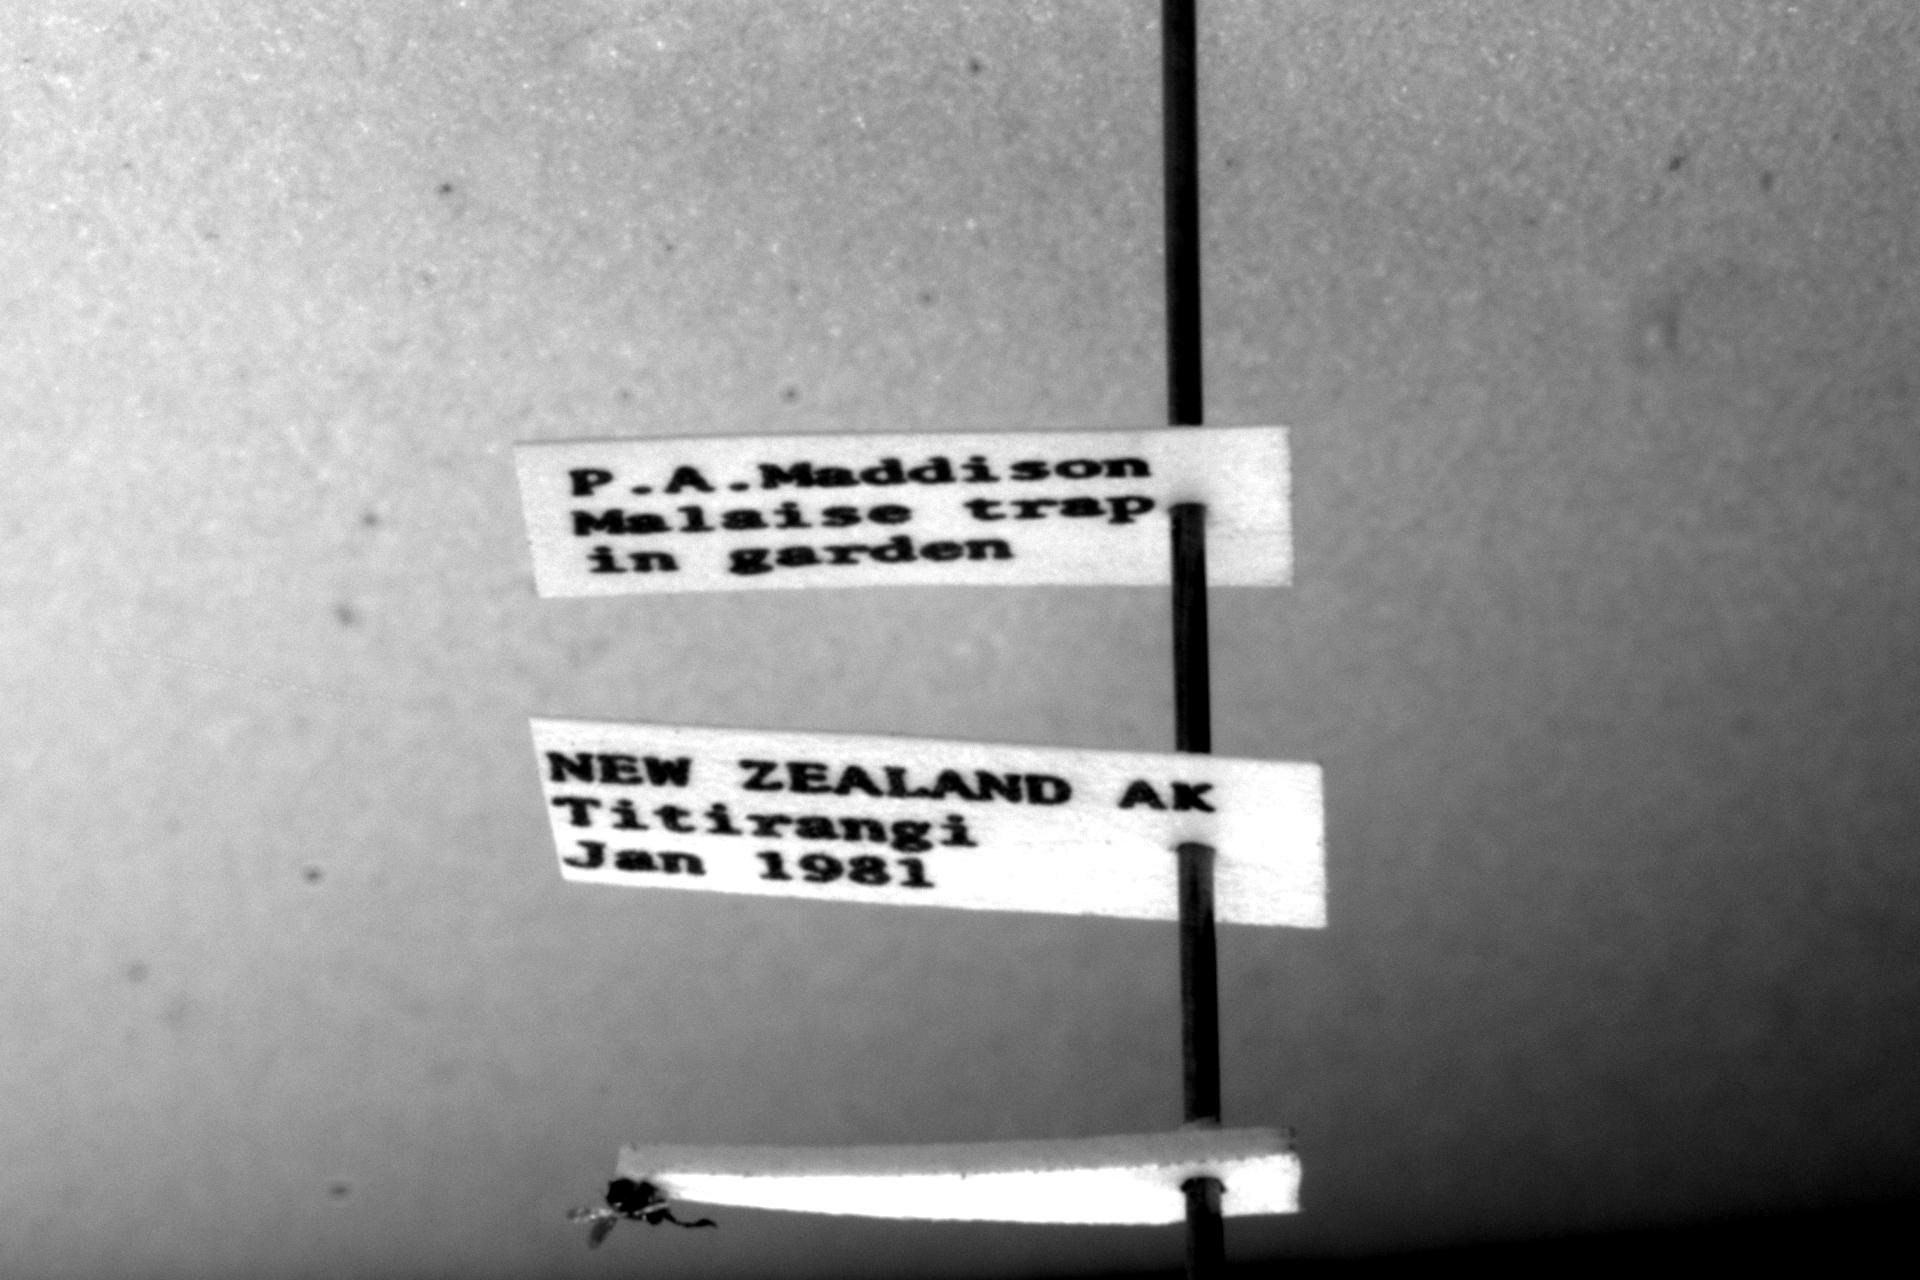 P.A.Maddison
Malaise trap
in garden
NEW ZEALAND AK
Titirangi
Jan 1981